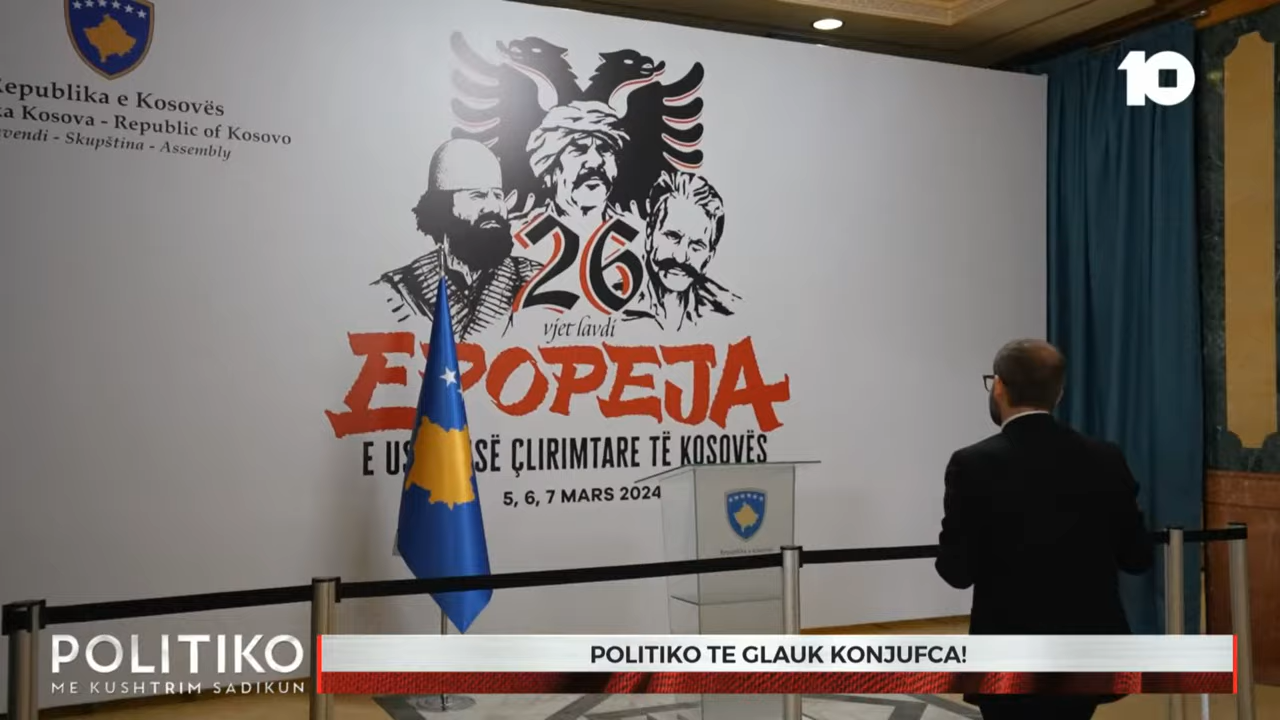 10
Republika e Kosovës
Kosova - Republic of Kosovo
- Skupština - Assembly
26
vjet lavdi
EPOPEJA
E SË ÇLIRIMTARE TË KOSOVËS
5, 6, 7 MARS 2024
POLITIKO
ME KUSHTRIM SADIKUN
POLITIKO TE GLAUK KONJUFCA!